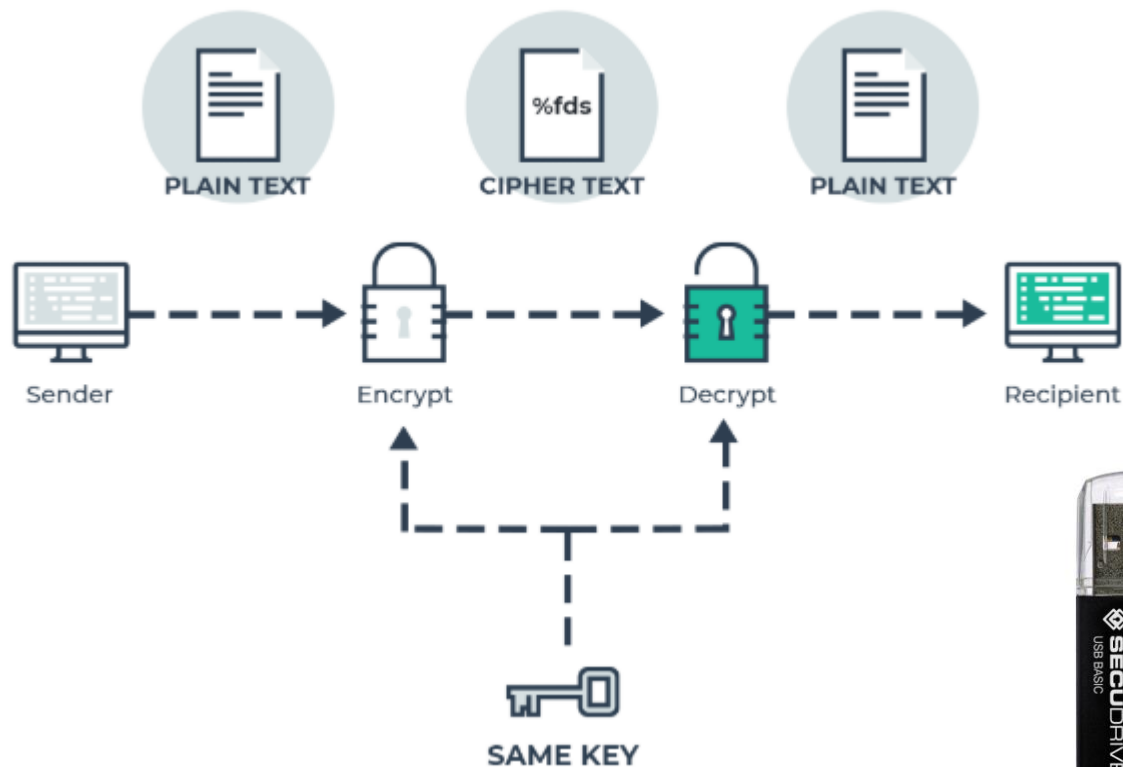 PLAIN TEXT
CIPHER TEXT
PLAIN TEXT
%fds
Sender
Encrypt
Decrypt
Recipient
SAME KEY
SECUDRIVE
USB BASIC